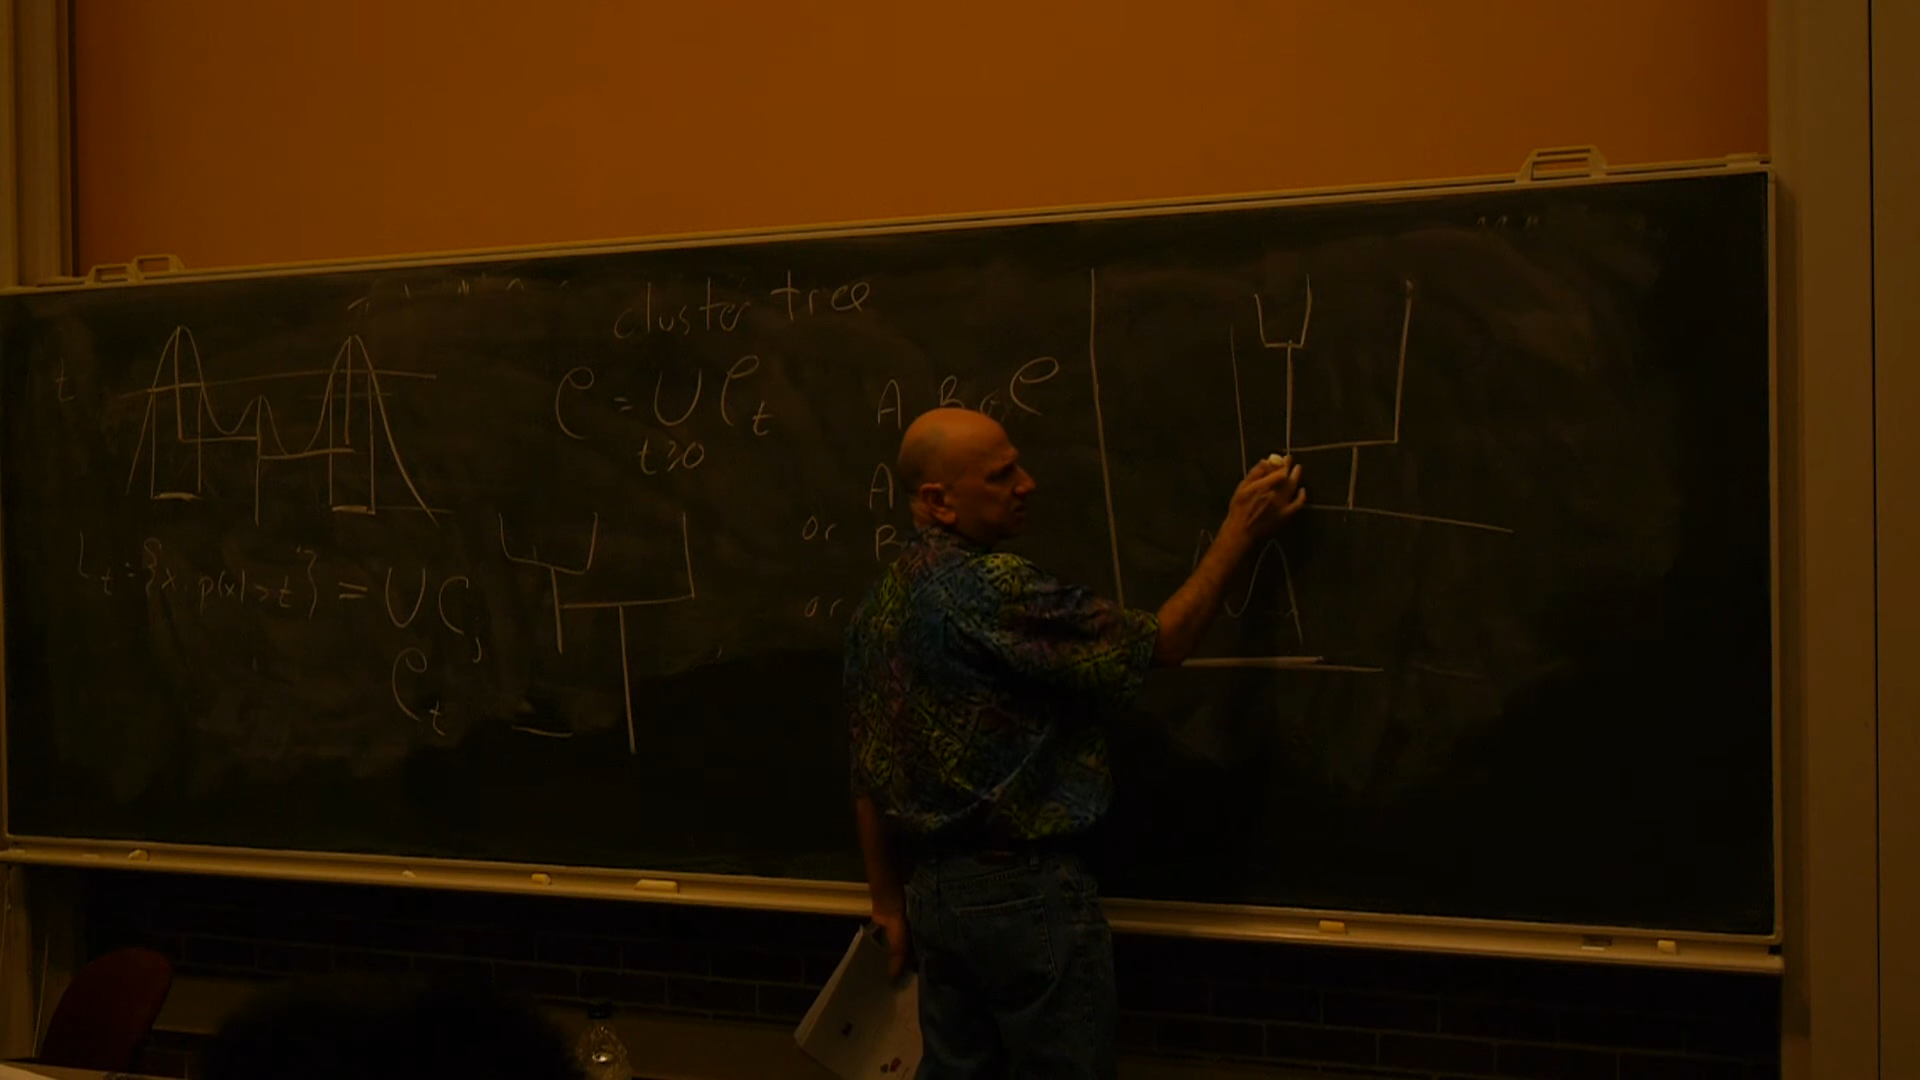 cluster tree
t
C = ∪ C_t
t≥0
A, B ∈ C
A
or B
or
L_t = {x: p(x) > t} = ∪ C_j
C_t